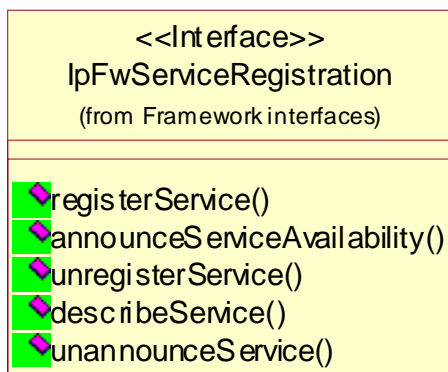 <<Interface>>
IpFwServiceRegistration
(from Framework interfaces)
registerService()
announceServiceAvailability()
unregisterService()
describeService()
unannounceService()